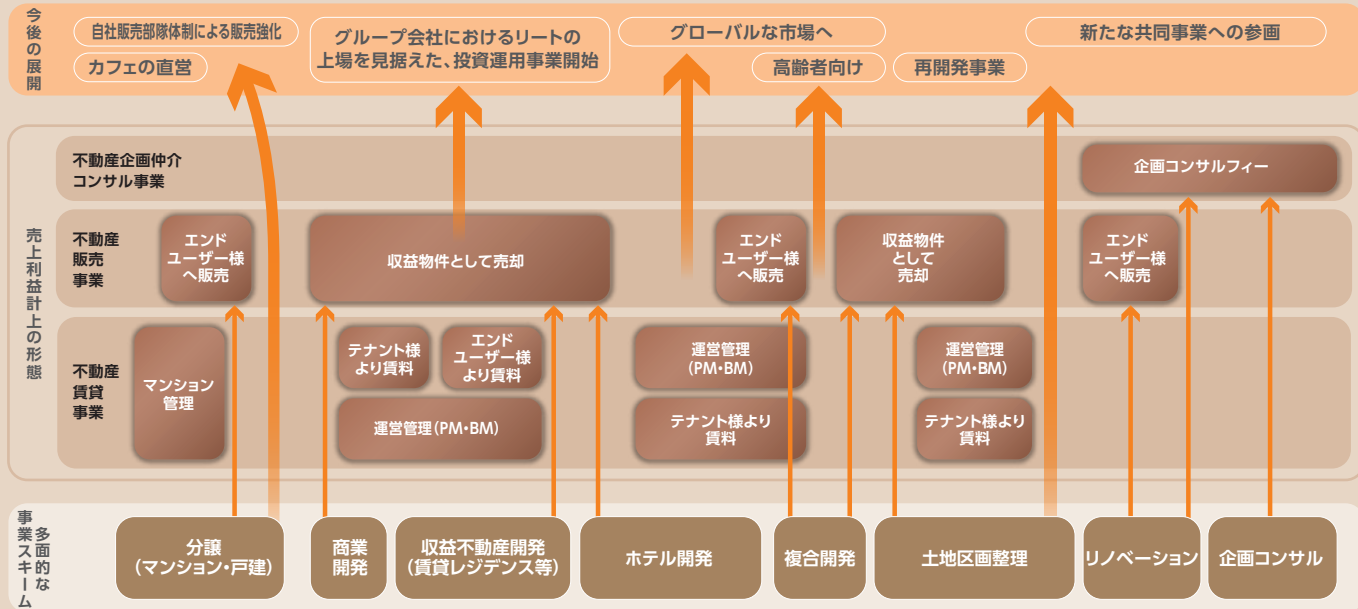 今後の展開
自社販売部隊体制による販売強化
カフェの直営
グループ会社におけるリートの
上場を見据えた、投資運用事業開始
グローバルな市場へ
高齢者向け
再開発事業
新たな共同事業への参画
売上利益計上の形態
不動産企画仲介
コンサル事業
企画コンサルフィー
不動産
販売
事業
エンド
ユーザー様
へ販売
収益物件として売却
エンド
ユーザー様
へ販売
収益物件
として
売却
エンド
ユーザー様
へ販売
不動産
賃貸
事業
マンション
管理
テナント様
より賃料
エンド
ユーザー様
より賃料
運営管理(PM・BM)
運営管理
(PM・BM)
テナント様より
賃料
運営管理
(PM・BM)
テナント様より
賃料
多面的な
事業スキーム
分譲
(マンション・戸建)
商業
開発
収益不動産開発
(賃貸レジデンス等)
ホテル開発
複合開発
土地区画整理
リノベーション
企画コンサル